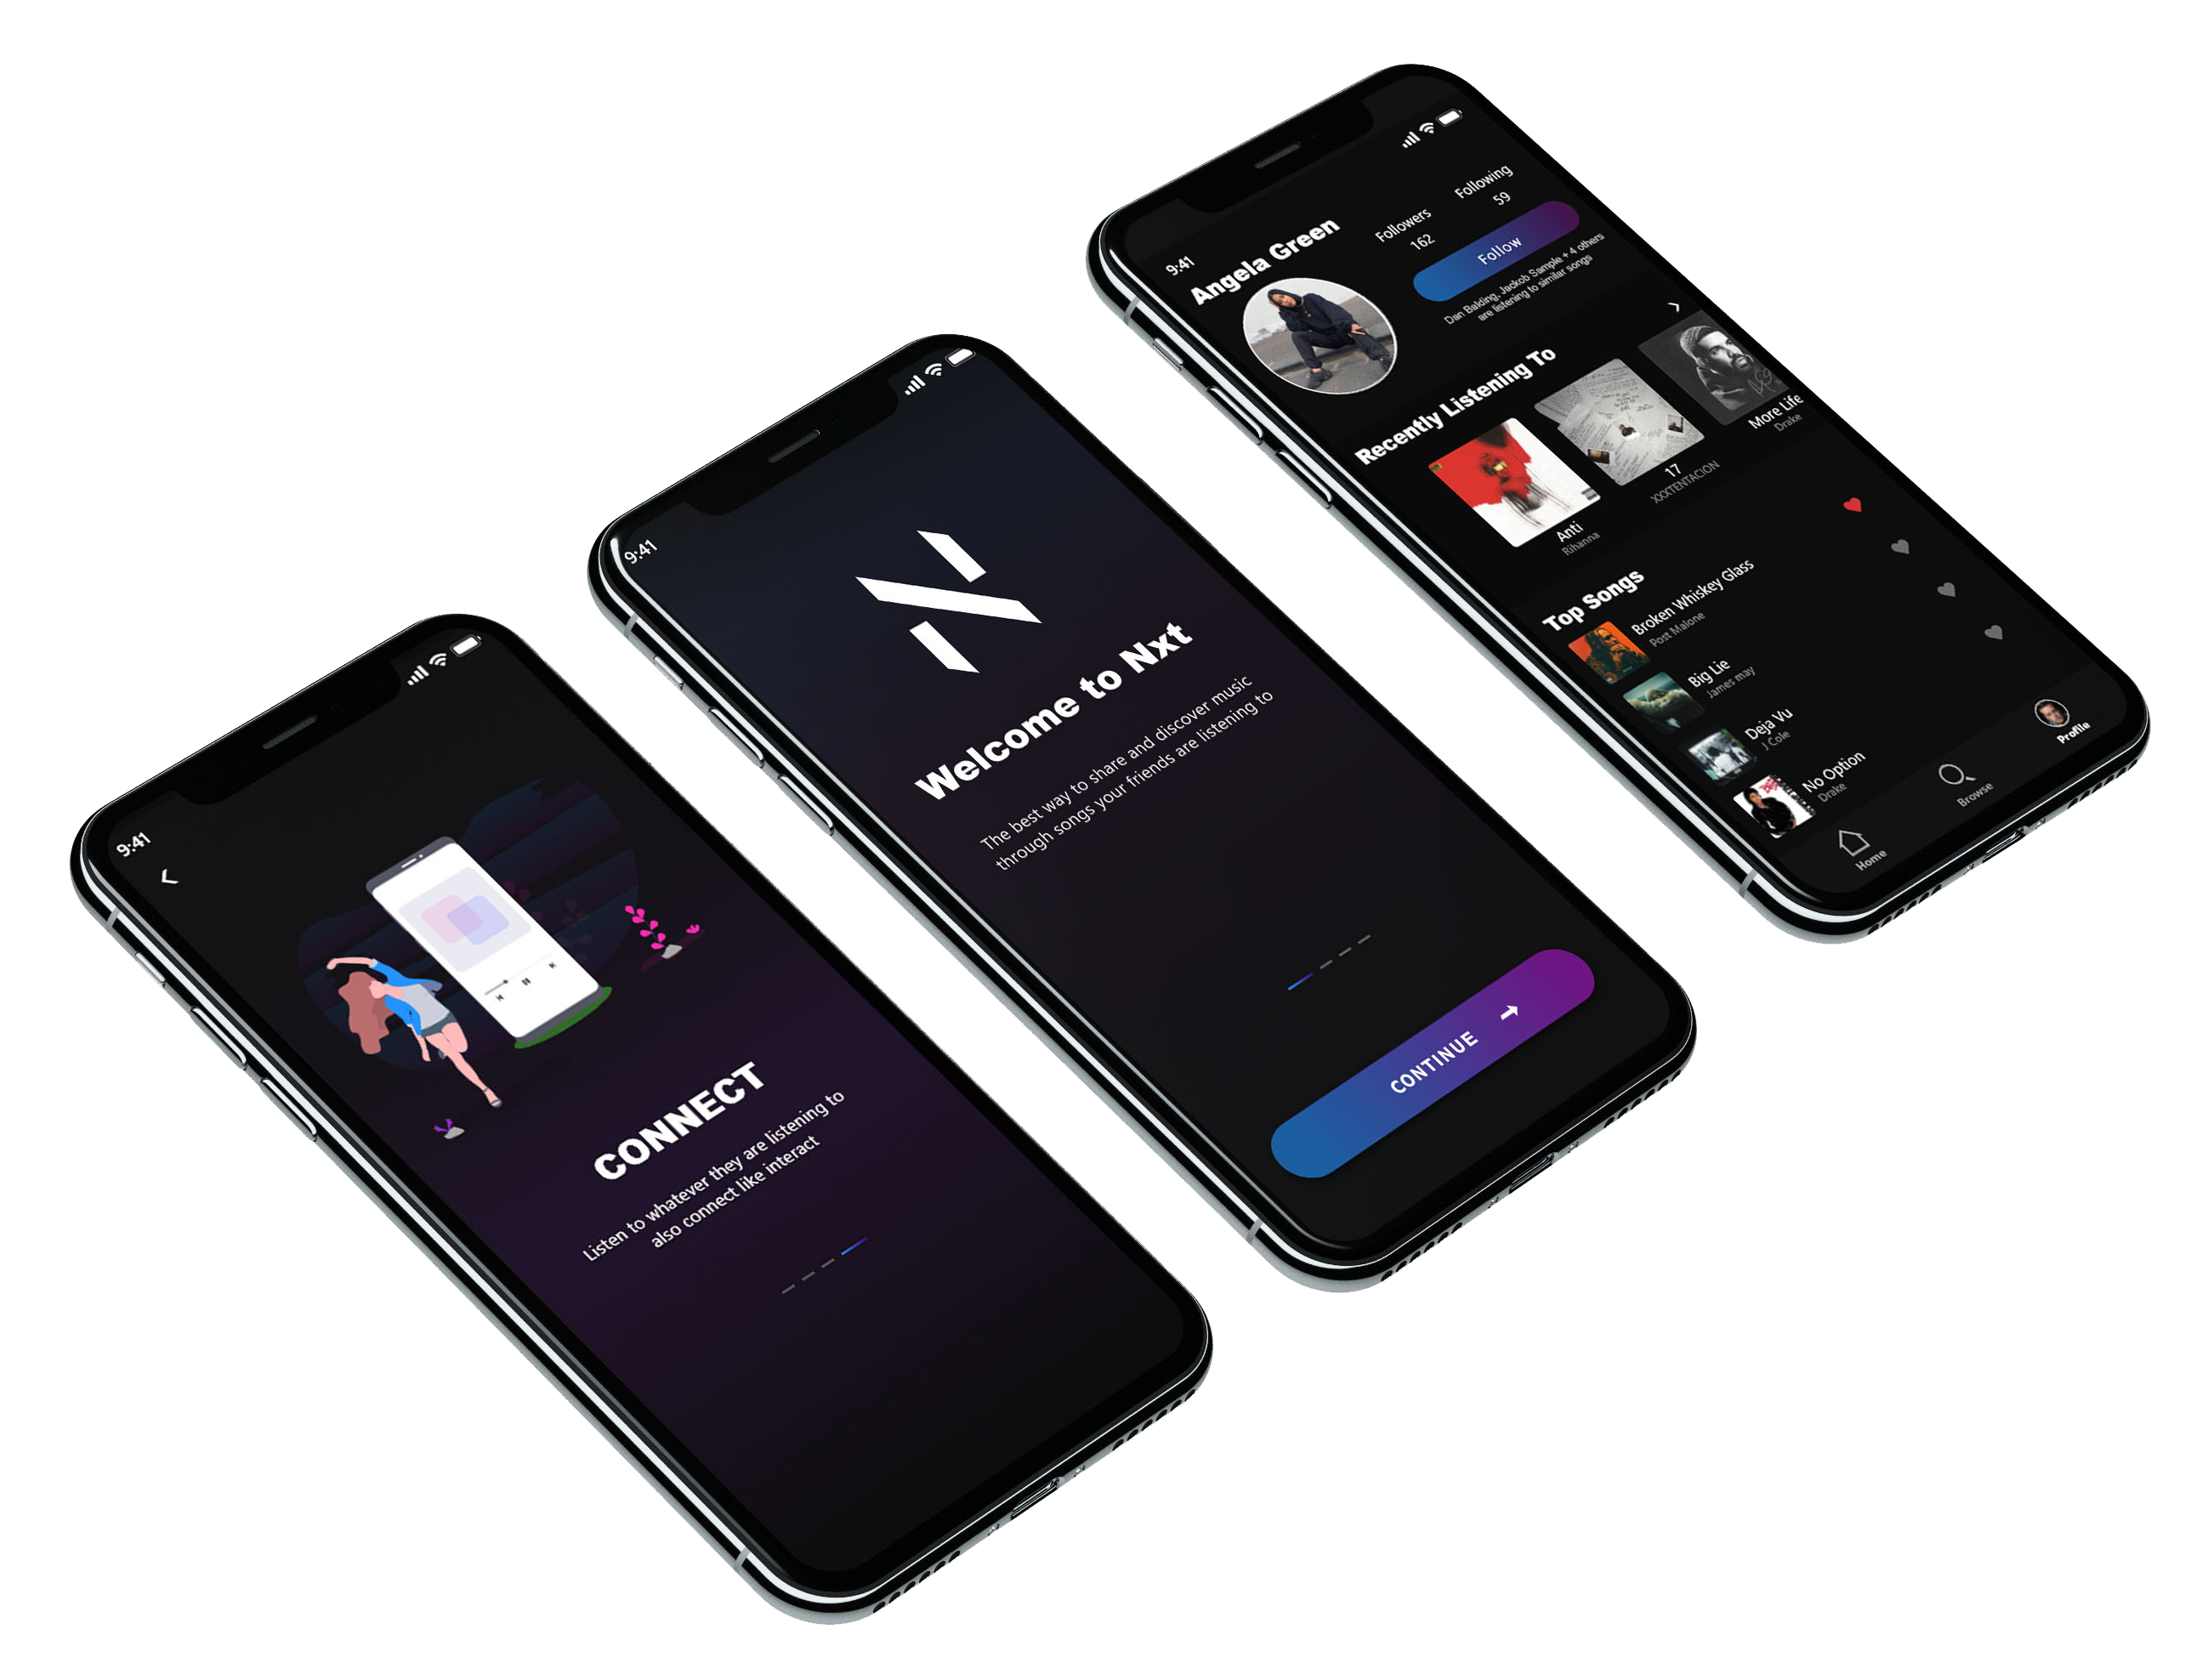 9:41
CONNECT
Listen to whatever they are listening to
also connect like interact
9:41
Welcome to Nxt
The best way to share and discover music
through songs your friends are listening to
CONTINUE
9:41
Angela Green
Followers
162
Following
59
Follow
Dan Balding, Jackob Sample + 4 others
are listening to similar songs
Recently Listening To
Anti
Rihanna
17
XXXTENTACION
More Life
Drake
Top Songs
Broken Whiskey Glass
Post Malone
Big Lie
James may
Deja Vu
J Cole
No Option
Drake
Home
Browse
Profile